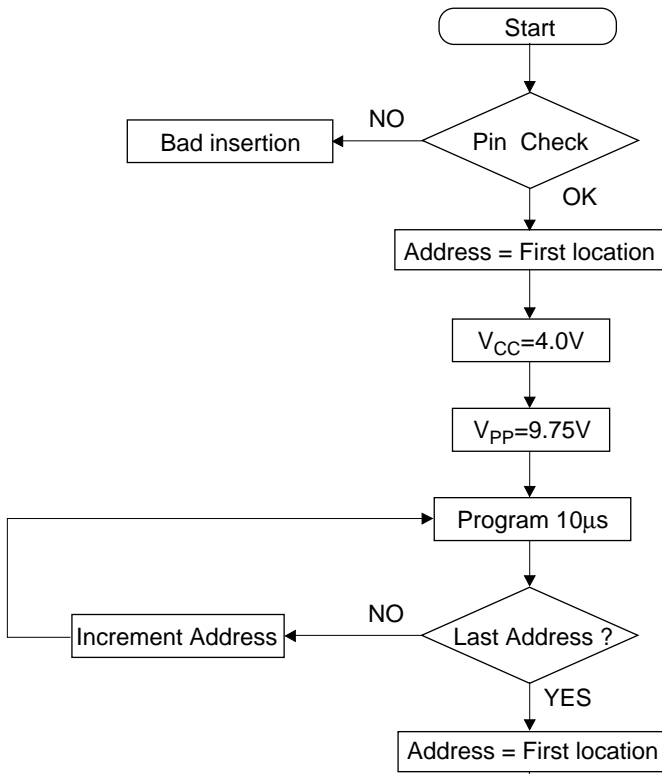 Start
Pin Check
NO
Bad insertion
OK
Address = First location
VCC=4.0V
VPP=9.75V
Program 10μs
Last Address ?
NO
Increment Address
YES
Address = First location